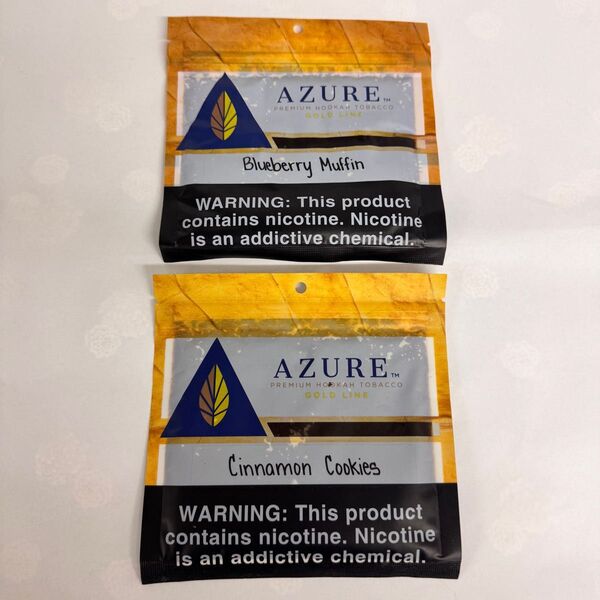 AZURE™
PREMIUM HOOKAH TOBACCO
GOLD LINE
Blueberry Muffin
WARNING: This product
contains nicotine. Nicotine
is an addictive chemical.
AZURE™
PREMIUM HOOKAH TOBACCO
GOLD LINE
Cinnamon Cookies
WARNING: This product
contains nicotine. Nicotine
is an addictive chemical.